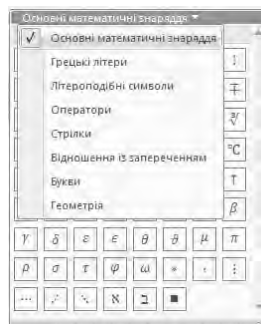 Основні математичні знаряддя
Основні математичні знаряддя
Грецькі літери
Літероподібні символи
Оператори
Стрілки
Відношення із запереченням
Букви
Геометрія
∓
∛
°C
↑
β
γ δ ε ϵ θ ϑ μ π
ρ σ τ φ ω * ∙ ⋮
⋯ ⋰ ⋱ ℵ ℶ ∎